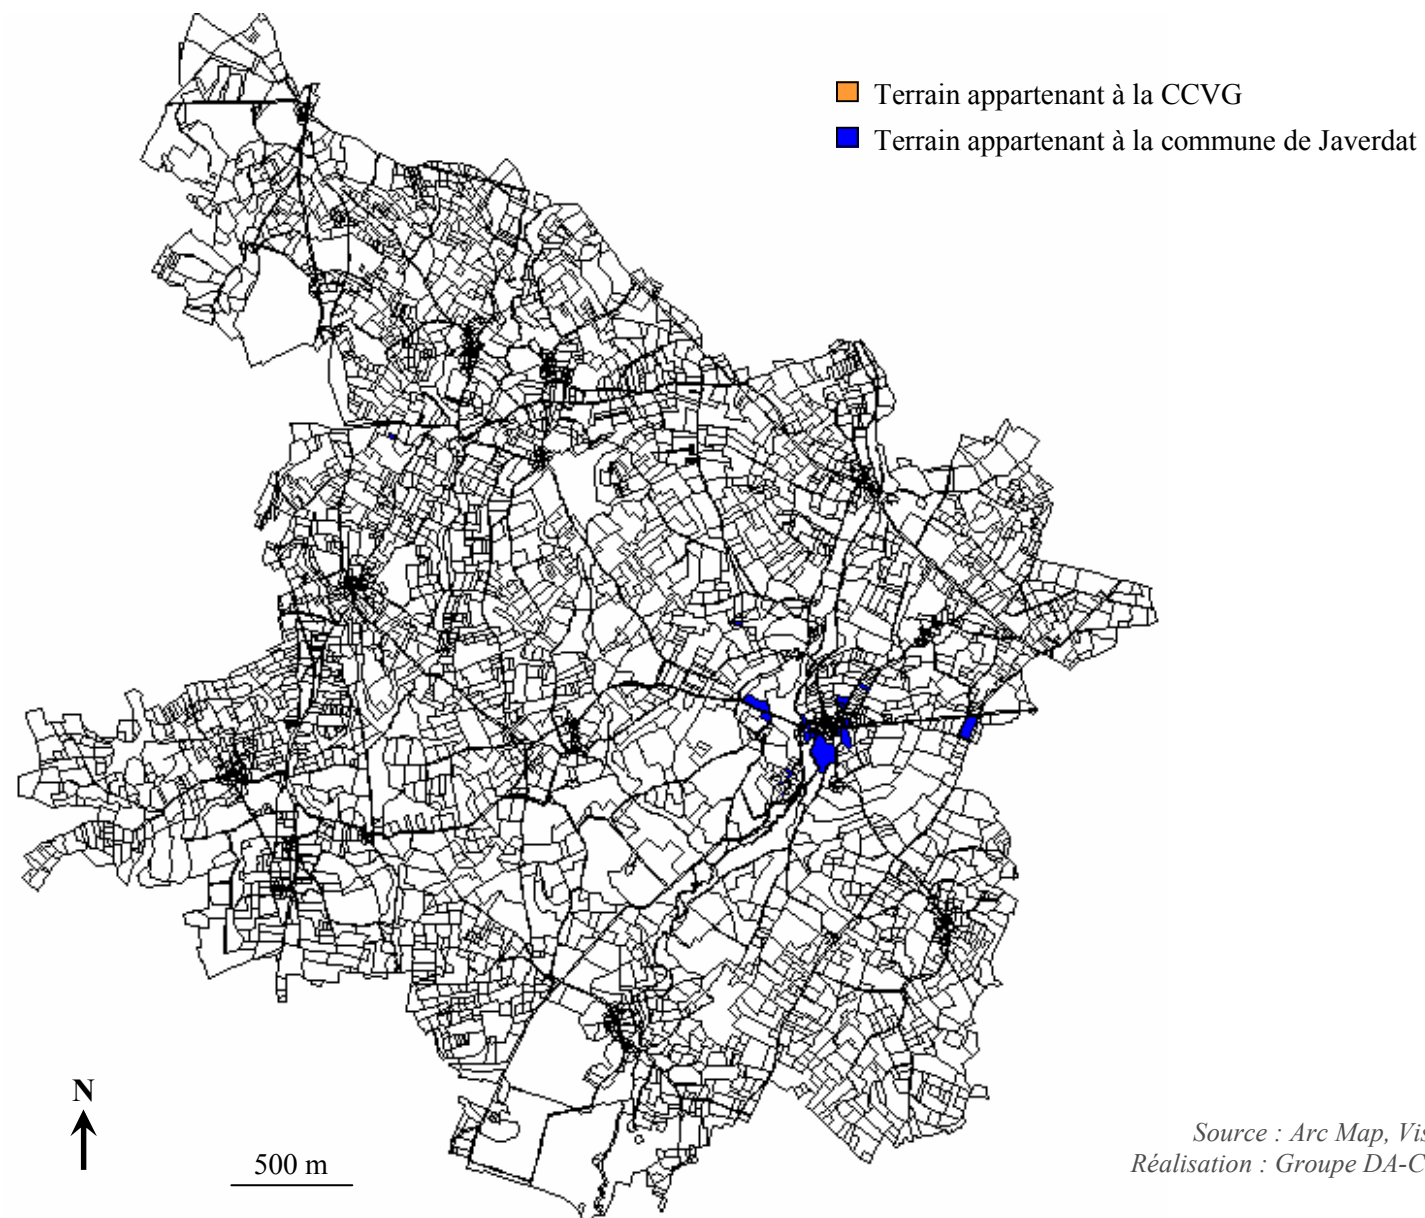 Terrain appartenant à la CCVG
Terrain appartenant à la commune de Javerdat
N
500 m
Source : Arc Map, Vis
Réalisation : Groupe DA-C